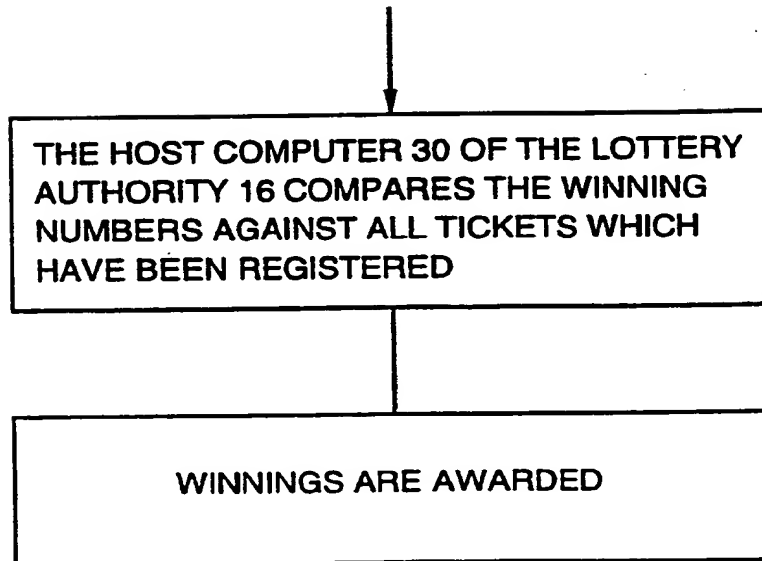 THE HOST COMPUTER 30 OF THE LOTTERY
AUTHORITY 16 COMPARES THE WINNING
NUMBERS AGAINST ALL TICKETS WHICH
HAVE BEEN REGISTERED
WINNINGS ARE AWARDED